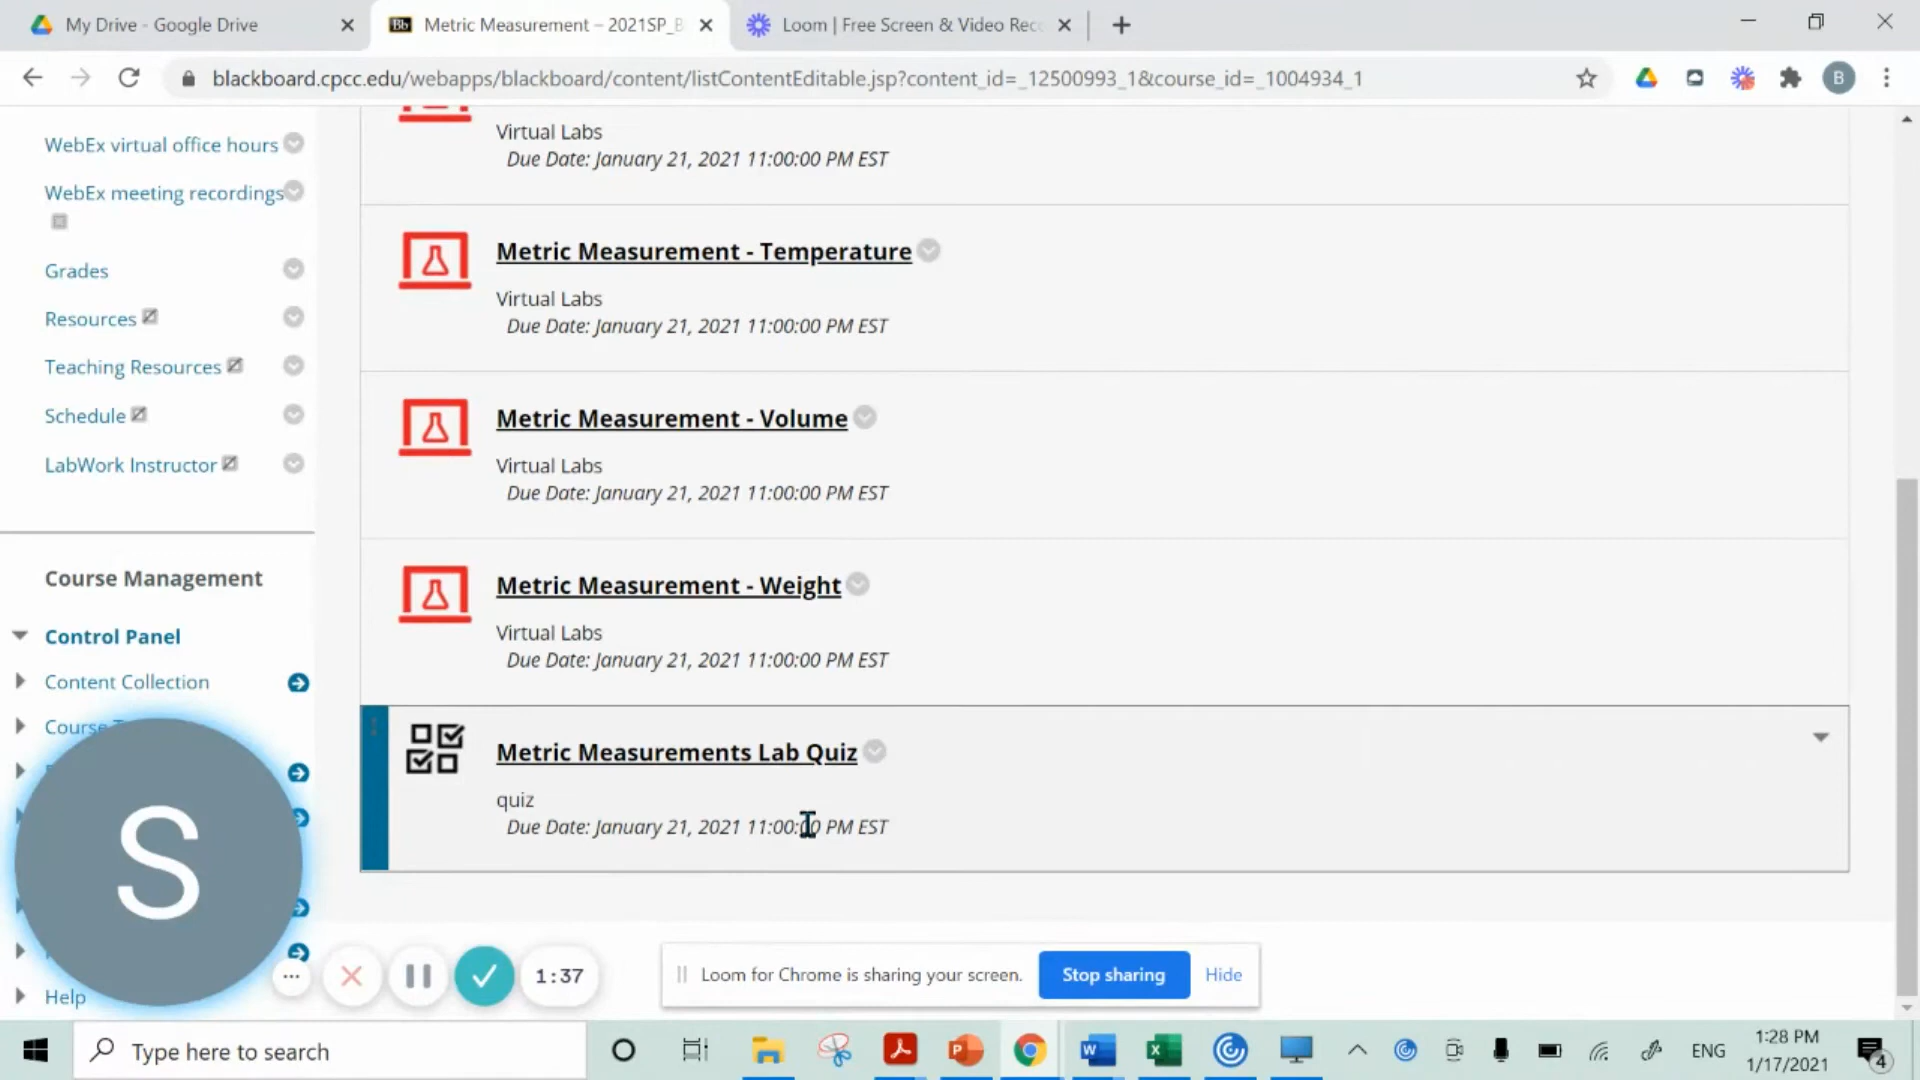 My Drive - Google Drive
Metric Measurement – 2021SP_B
Loom | Free Screen & Video Rec
blackboard.cpcc.edu/webapps/blackboard/content/listContentEditable.jsp?content_id=_12500993_1&course_id=_1004934_1
B
WebEx virtual office hours
WebEx meeting recordings
Grades
Resources
Teaching Resources
Schedule
LabWork Instructor
Course Management
Control Panel
Content Collection
Course
Help
Virtual Labs
Due Date: January 21, 2021 11:00:00 PM EST
Metric Measurement - Temperature
Virtual Labs
Due Date: January 21, 2021 11:00:00 PM EST
Metric Measurement - Volume
Virtual Labs
Due Date: January 21, 2021 11:00:00 PM EST
Metric Measurement - Weight
Virtual Labs
Due Date: January 21, 2021 11:00:00 PM EST
Metric Measurements Lab Quiz
quiz
Due Date: January 21, 2021 11:00:00 PM EST
S
1:37
Loom for Chrome is sharing your screen.
Stop sharing
Hide
Type here to search
ENG
1:28 PM
1/17/2021
4